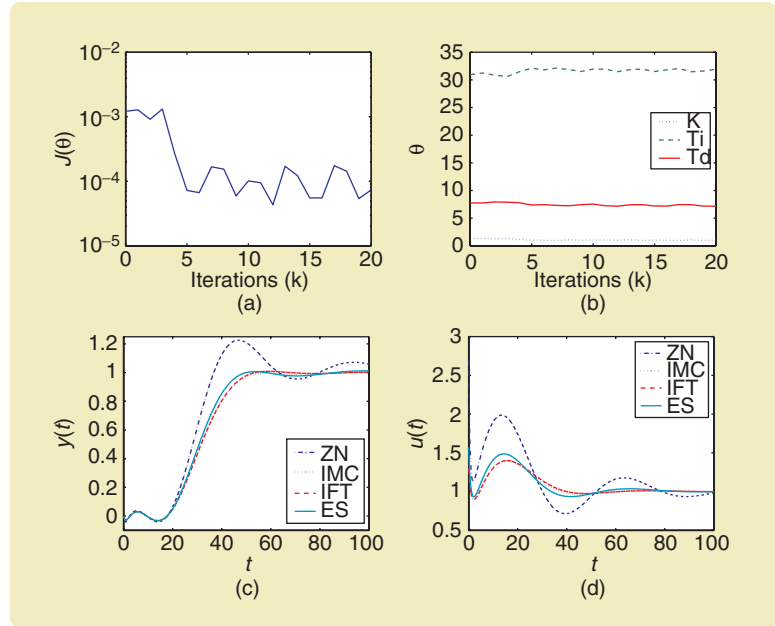 10−2
10−3
10−4
10−5
J(θ)
0 5 10 15 20
Iterations (k)
(a)
35
30
25
20
15
10
5
0
θ
K
Ti
Td
0 5 10 15 20
Iterations (k)
(b)
1.2
1
0.8
0.6
0.4
0.2
0
y(t)
ZN
IMC
IFT
ES
0 20 40 60 80 100
t
(c)
3
2.5
2
1.5
1
0.5
u(t)
ZN
IMC
IFT
ES
0 20 40 60 80 100
t
(d)